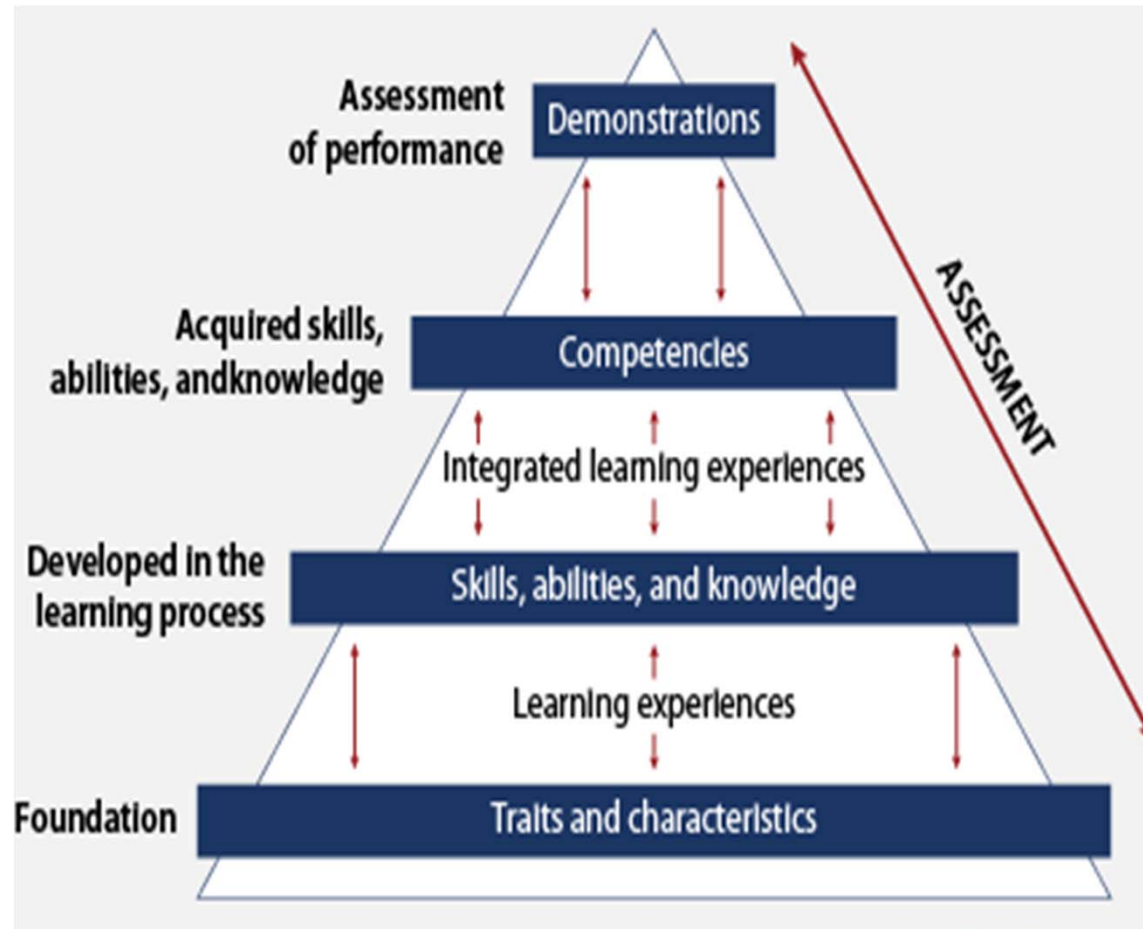 Assessment
of performance
Demonstrations
ASSESSMENT
Acquired skills,
abilities, andknowledge
Competencies
Integrated learning experiences
Developed in the
learning process
Skills, abilities, and knowledge
Learning experiences
Foundation
Traits and characteristics